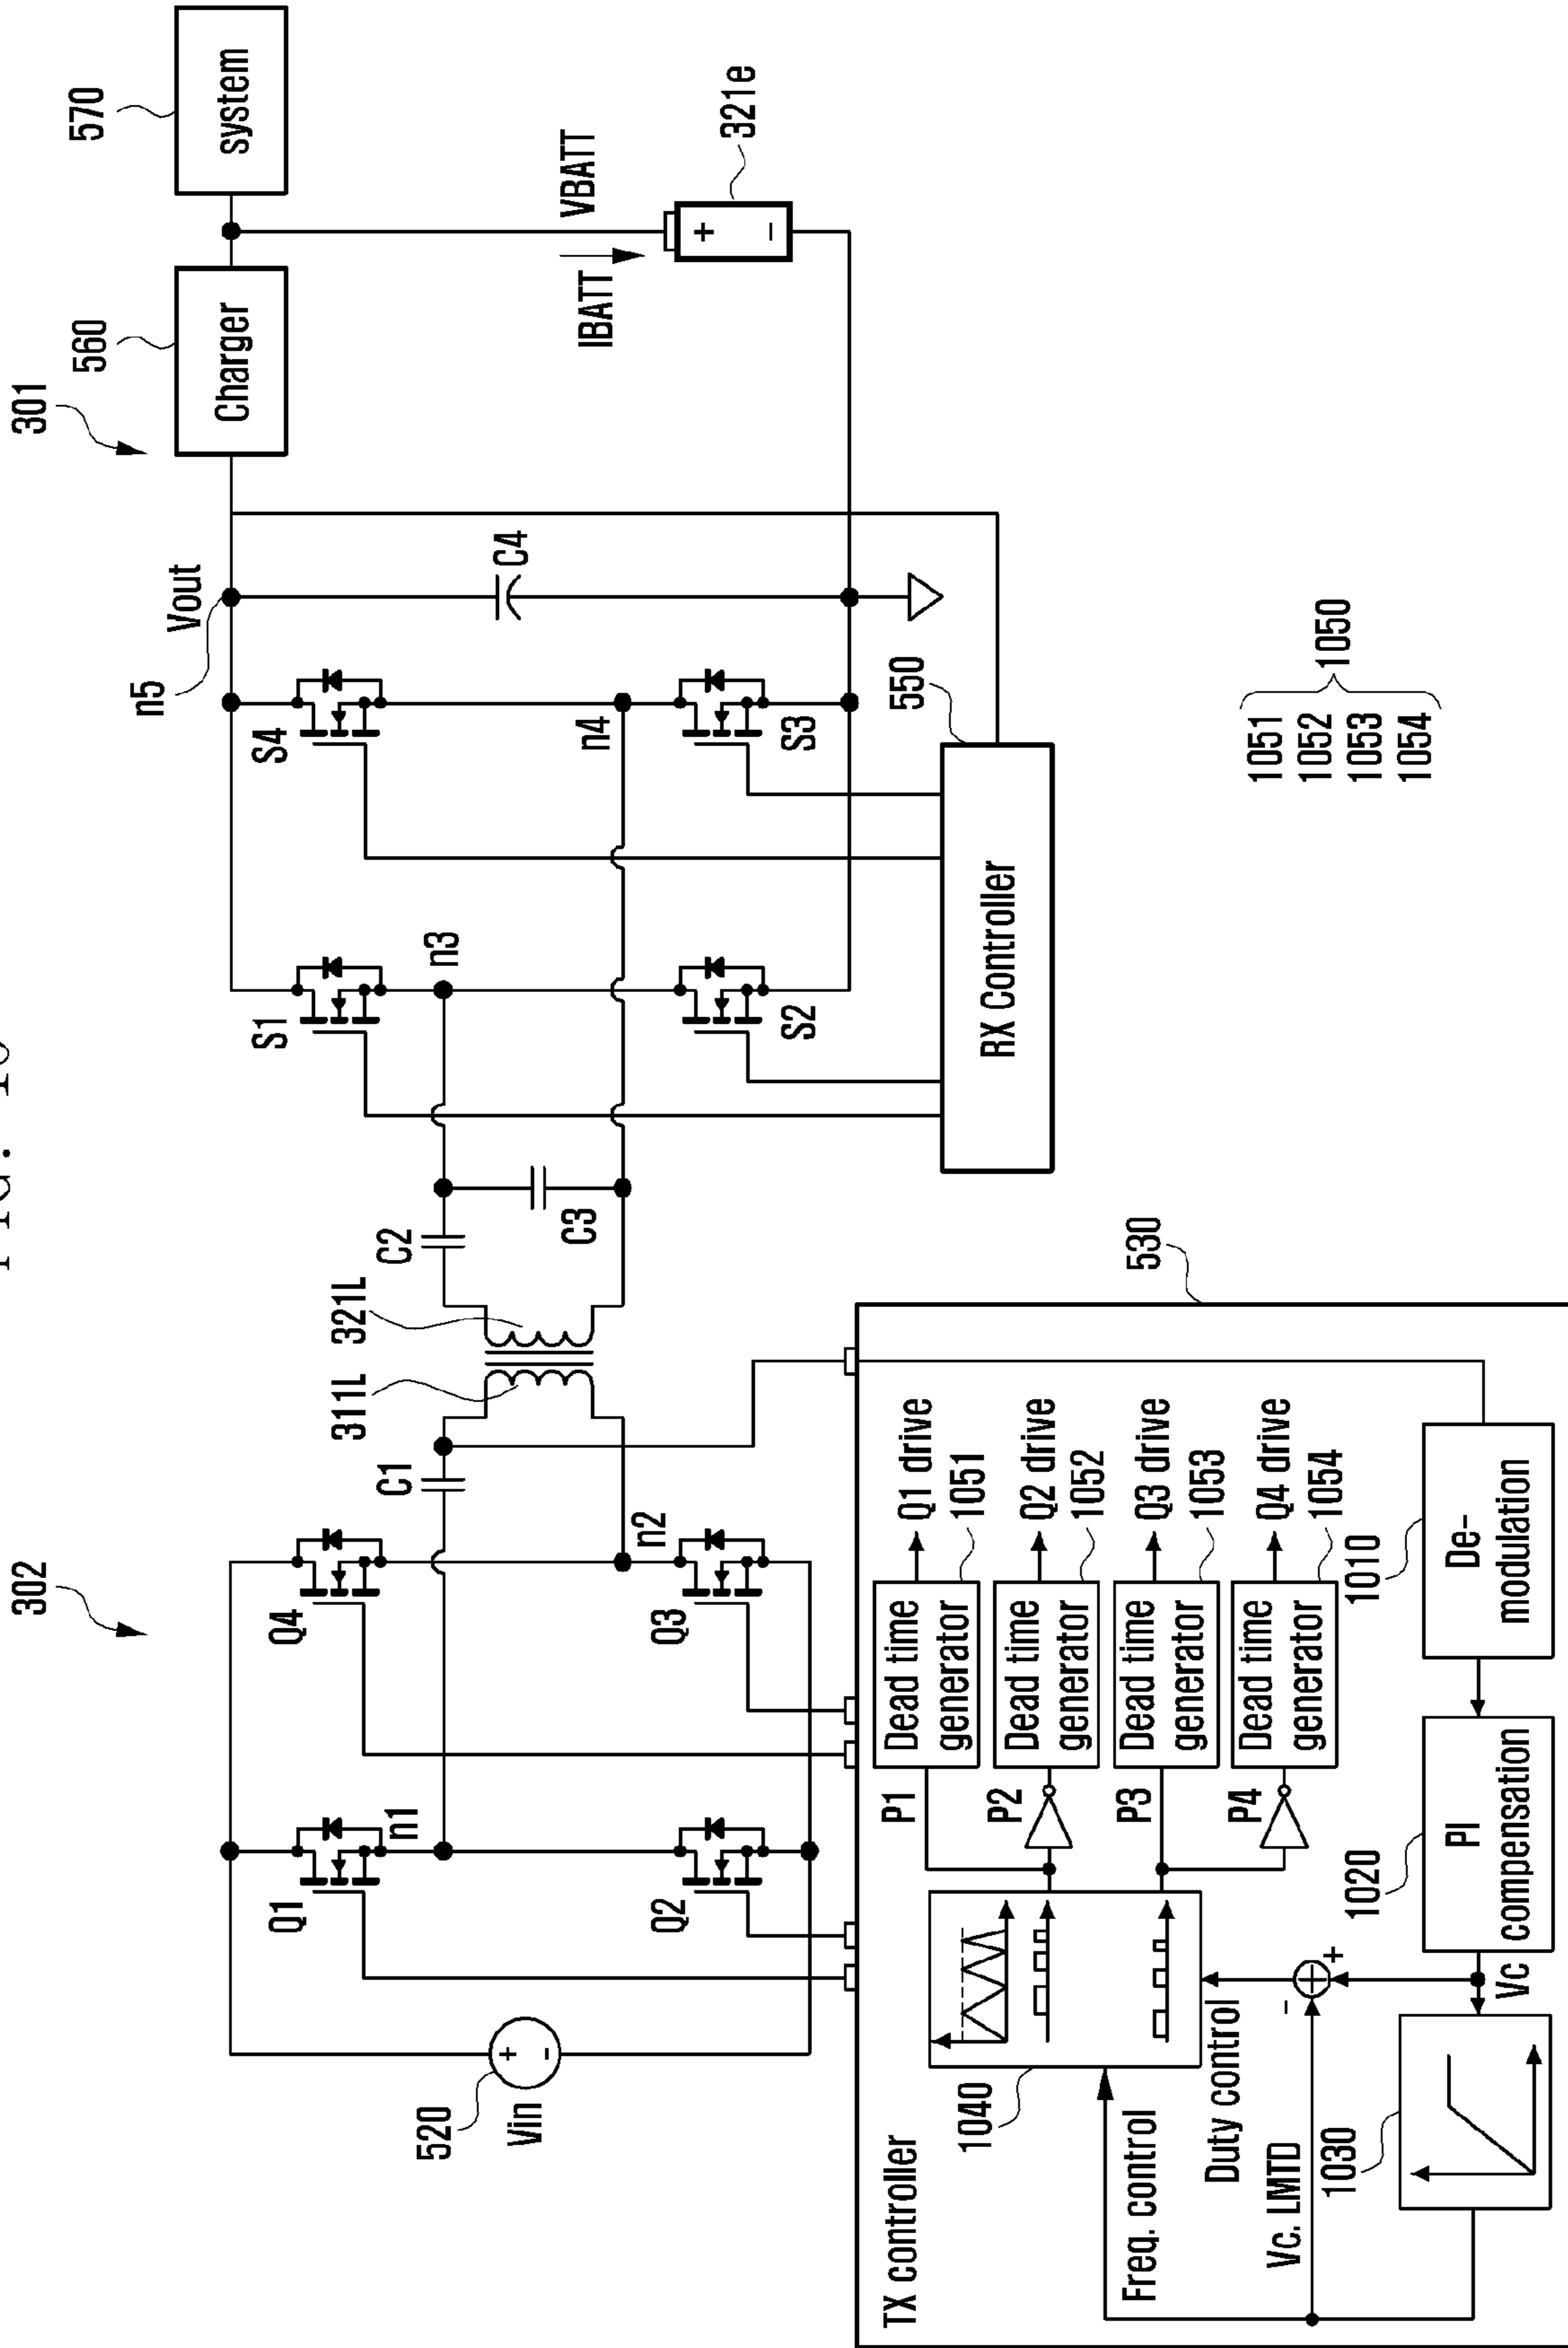 302
301
570
560
system
Charger
Vout
n5
Q1
Q4
S1
S4
C1
C2
311L
321L
n1
n3
C4
VBATT
IBATT
+
-
321e
520
+
-
Vin
n2
C3
n4
Q2
Q3
S2
S3
550
RX Controller
530
1051
1052
1053
1054
1050
TX controller
P1
Dead time
generator
Q1 drive
1051
P2
Dead time
generator
Q2 drive
1052
P3
Dead time
generator
Q3 drive
1053
P4
Dead time
generator
Q4 drive
1054
1040
Freq. control
Duty control
Vc. LMTD
-
+
1030
Vc
1020
PI
compensation
1010
De-
modulation